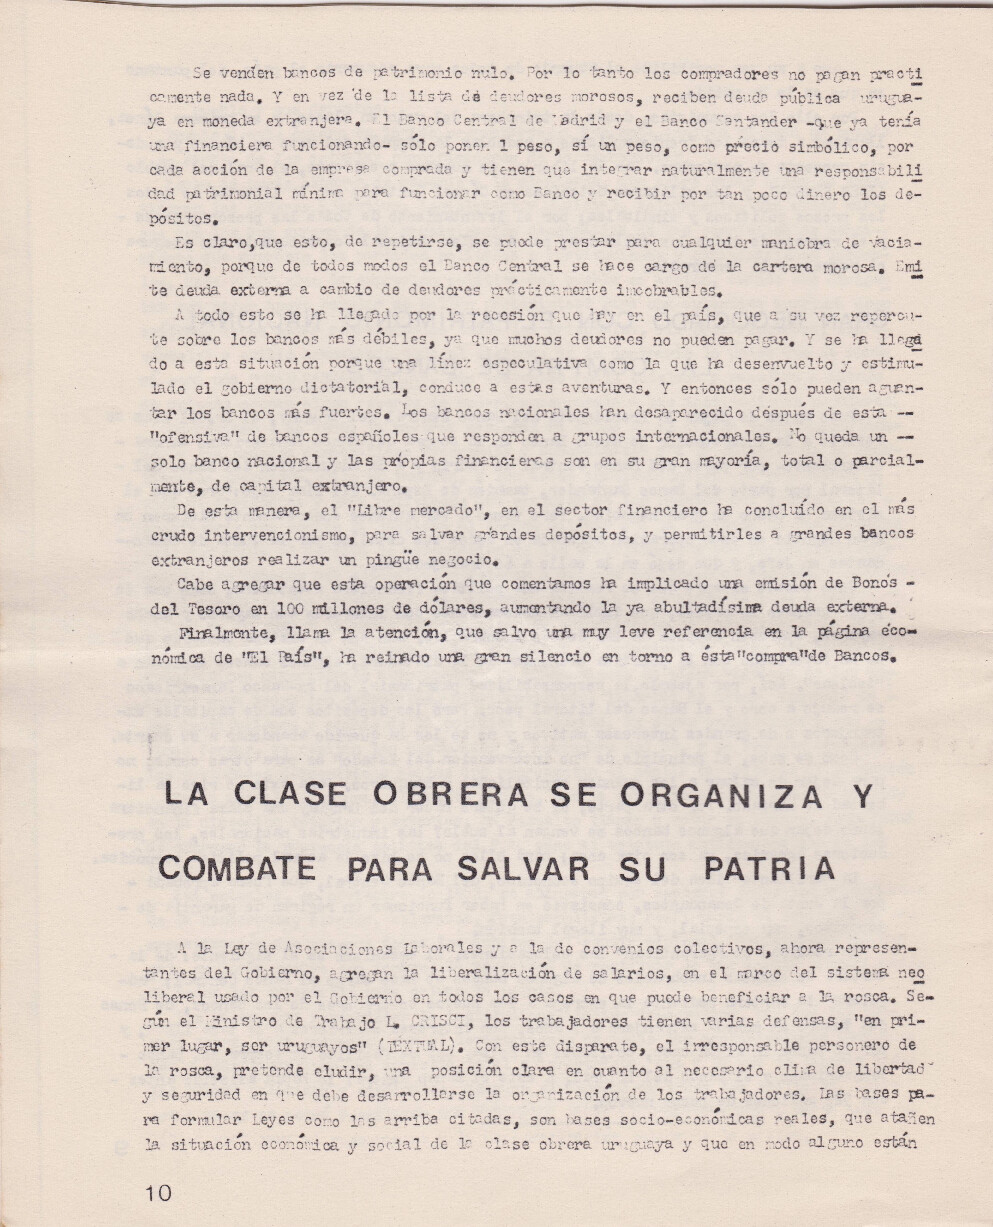 Se venden bancos de patrimonio nulo. Por lo tanto los compradores no pagan practi
camente nada. Y en vez de la lista de deudores morosos, reciben deuda pública urugua-
ya en moneda extranjera. El Banco Central de Madrid y el Banco Santander -que ya tenía
una financiera funcionando- sólo ponen 1 peso, sí un peso, como precio simbólico, por
cada acción de la empresa comprada y tienen que integrar naturalmente una responsabili
dad patrimonial mínima para funcionar como Banco y recibir por tan poco dinero los de-
pósitos.
Es claro,que esto, de repetirse, se puede prestar para cualquier maniobra de vacia-
miento, porque de todos modos el Banco Central se hace cargo de la cartera morosa. Emi
te deuda externa a cambio de deudores prácticamente incobrables.
A todo esto se ha llegado por la recesión que hay en el país, que a su vez repercu-
te sobre los bancos más débiles, ya que muchos deudores no pueden pagar. Y se ha llega
do a esta situación porque una línea especulativa como la que ha desenvuelto y estimu-
lado el gobierno dictatorial, conduce a estas aventuras. Y entonces sólo pueden aguan-
tar los bancos más fuertes. Los bancos nacionales han desaparecido después de esta --
"ofensiva" de bancos españoles que responden a grupos internacionales. No queda un --
solo banco nacional y las própias financieras son en su gran mayoría, total o parcial-
mente, de capital extranjero.
De esta manera, el "Libre mercado", en el sector financiero ha concluído en el más
crudo intervencionismo, para salvar grandes depósitos, y permitirles a grandes bancos
extranjeros realizar un pingüe negocio.
Cabe agregar que esta operación que comentamos ha implicado una emisión de Bonos -
del Tesoro en 100 millones de dólares, aumentando la ya abultadísima deuda externa.
Finalmente, llama la atención, que salvo una muy leve referencia en la página eco-
nómica de "El País", ha reinado una gran silencio en torno a ésta"compra"de Bancos.
LA CLASE OBRERA SE ORGANIZA Y
COMBATE PARA SALVAR SU PATRIA
A la Ley de Asociaciones Laborales y a la de convenios colectivos, ahora represen-
tantes del Gobierno, agregan la liberalización de salarios, en el marco del sistema neo
liberal usado por el Gobierno en todos los casos en que puede beneficiar a la rosca. Se-
gún el Ministro de Trabajo L. CRISCI, los trabajadores tienen varias defensas, "en pri-
mer lugar, ser uruguayos" (TEXTUAL). Con este disparate, el irresponsable personero de
la rosca, pretende eludir, una posición clara en cuanto al necesario clima de libertad
y seguridad en que debe desarrollarse la organización de los trabajadores. Las bases pa-
ra formular Leyes como las arriba citadas, son bases socio-económicas reales, que atañen
la situación económica y social de la clase obrera uruguaya y que en modo alguno están
10